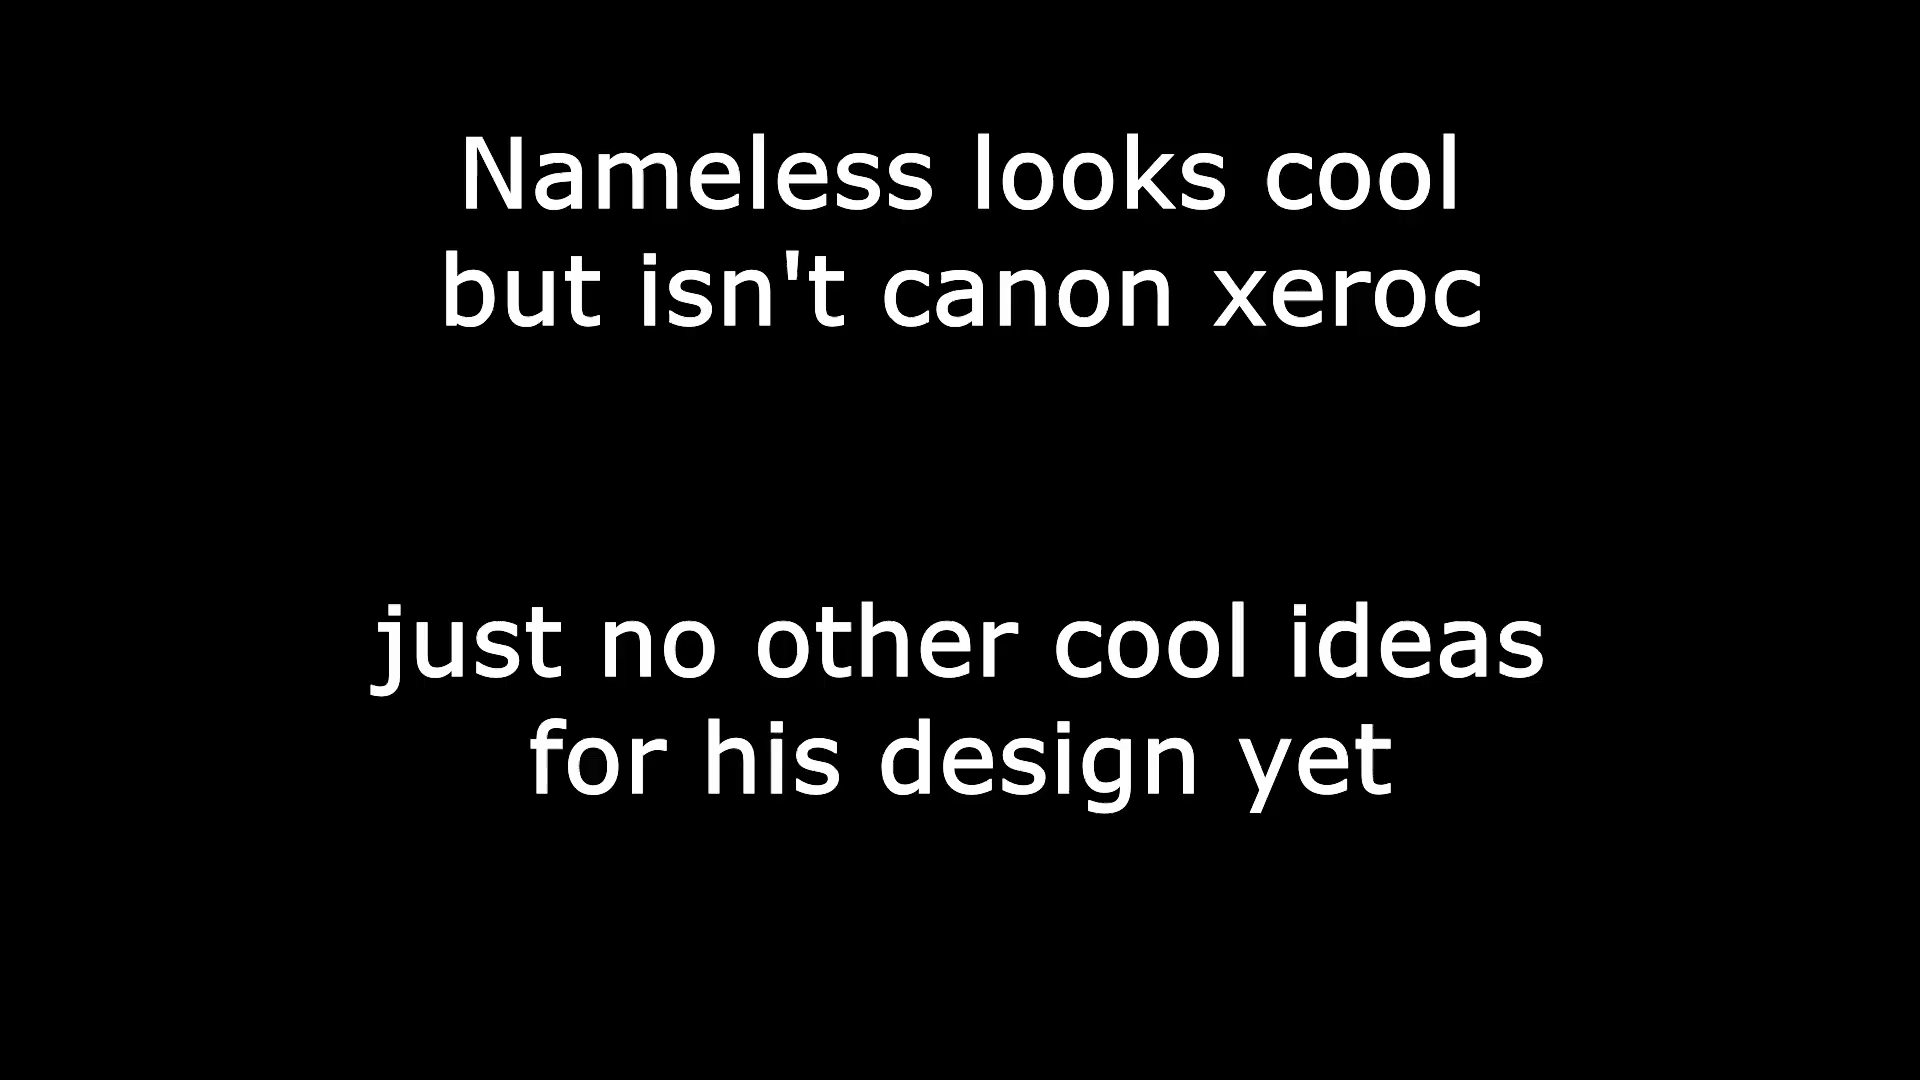 Nameless looks cool
but isn't canon xeroc
just no other cool ideas
for his design yet